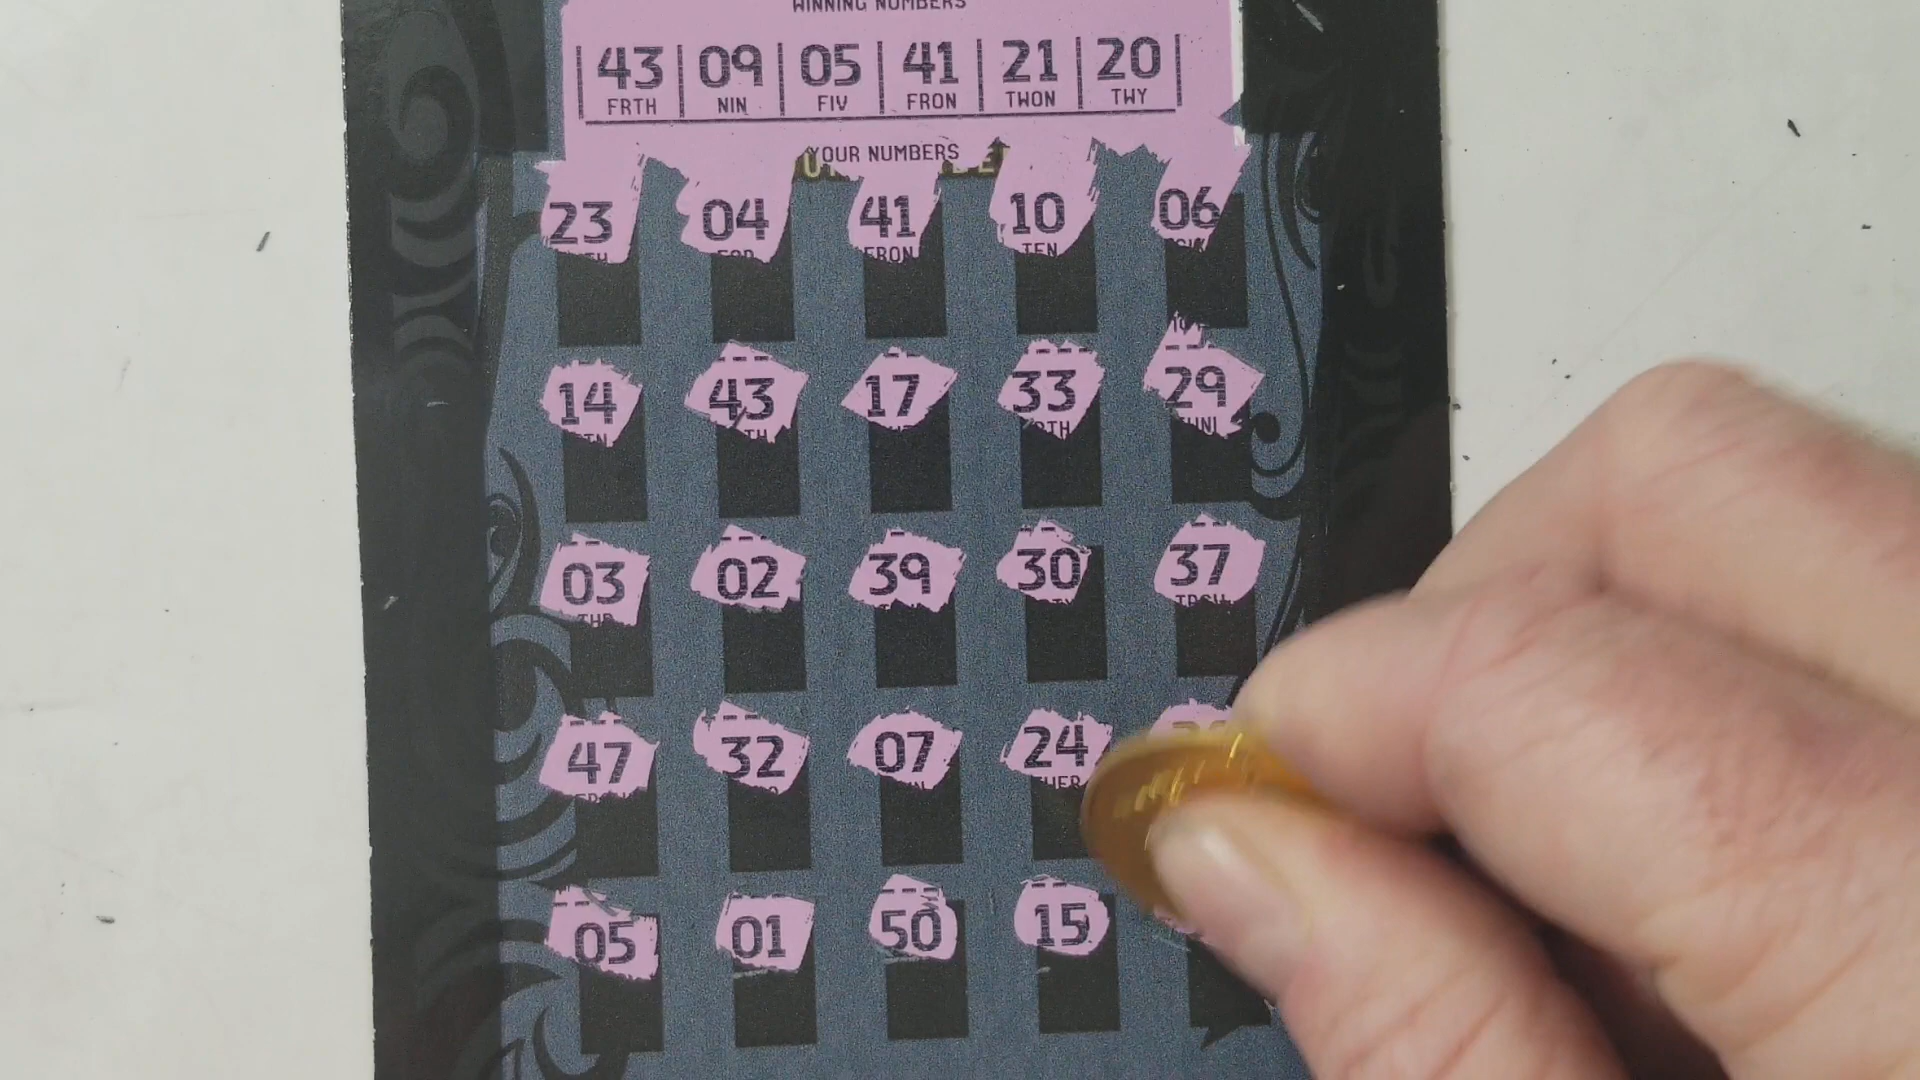 WINNING NUMBERS
43 09 05 41 21 20
FRTH NIN FIV FRON TWON TWY
YOUR NUMBERS
23 04 41 10 06
FRON TEN
14 43 17 33 29
03 02 39 30 37
47 32 07 24
05 01 50 15